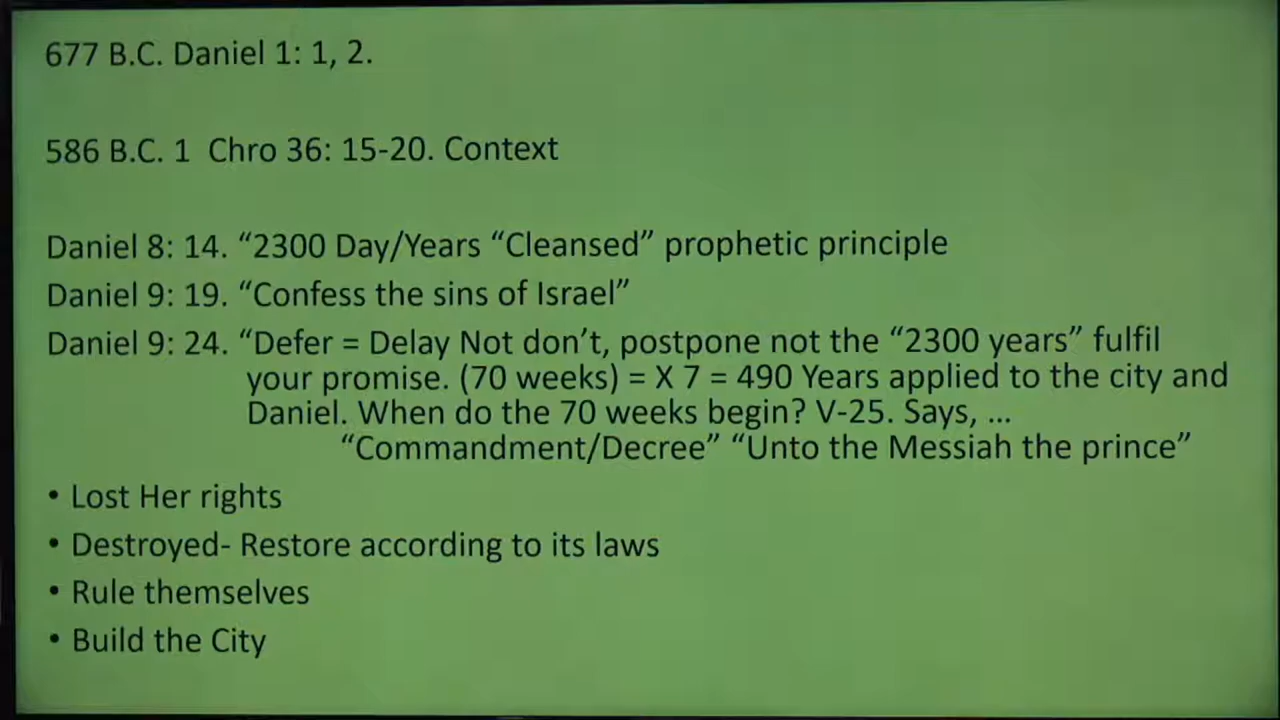 677 B.C. Daniel 1: 1, 2.
586 B.C. 1  Chro 36: 15-20. Context
Daniel 8: 14. “2300 Day/Years “Cleansed” prophetic principle
Daniel 9: 19. “Confess the sins of Israel”
Daniel 9: 24. “Defer = Delay Not don’t, postpone not the “2300 years” fulfil
your promise. (70 weeks) = X 7 = 490 Years applied to the city and
Daniel. When do the 70 weeks begin? V-25. Says, ...
“Commandment/Decree” “Unto the Messiah the prince”
• Lost Her rights
• Destroyed- Restore according to its laws
• Rule themselves
• Build the City